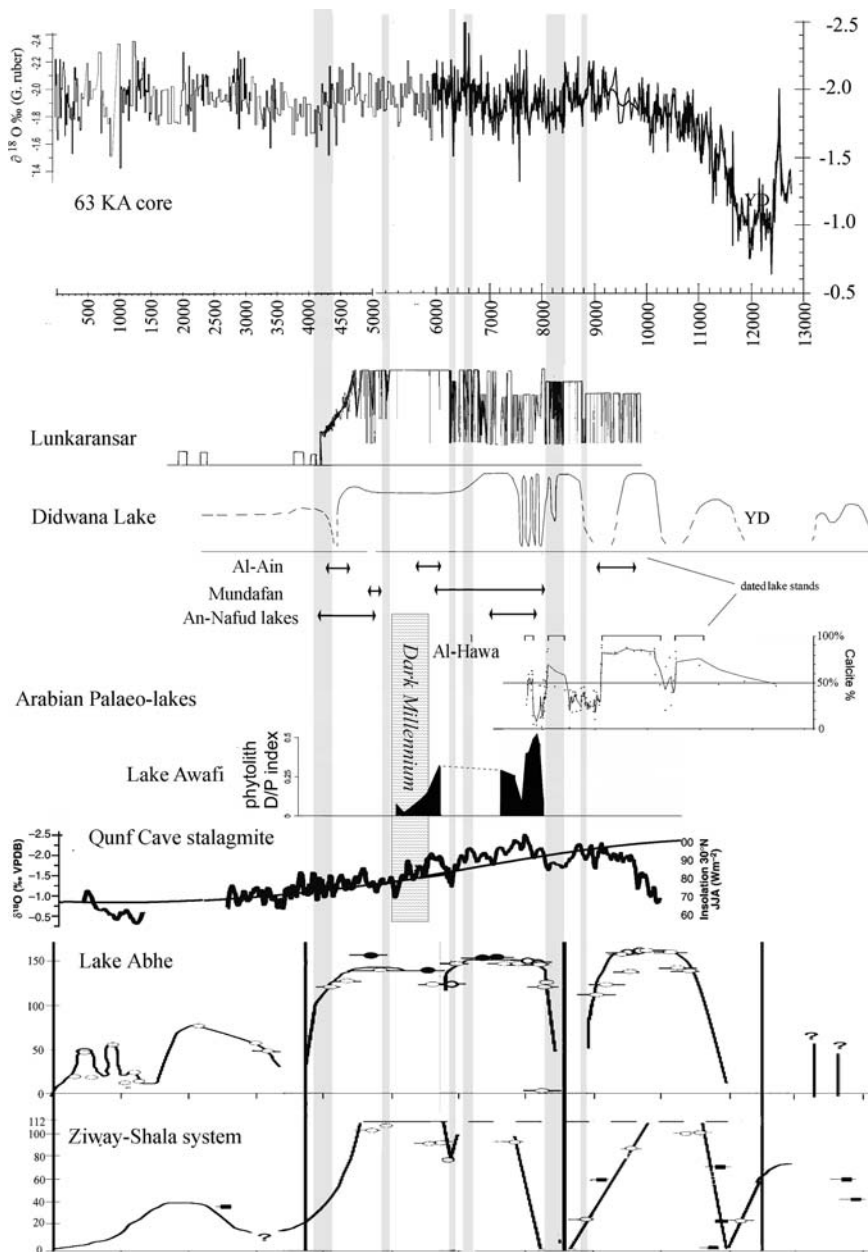 ∂ ¹⁸ O ‰ (G. ruber)
-2.4
-2.2
-2.0
-1.8
-1.6
-1.4
-2.5
-2.0
-1.5
-1.0
-0.5
YD
63 KA core
500
1000
1500
2000
2500
3000
3500
4000
4500
5000
6000
7000
8000
9000
10000
11000
12000
13000
Lunkaransar
Didwana Lake
YD
Al-Ain
Mundafan
An-Nafud lakes
dated lake stands
Dark Millennium
Al-Hawa
100%
50%
0
Calcite %
Arabian Palaeo-lakes
Lake Awafi
phytolith
D/P index
0.5
0.25
0
Qunf Cave stalagmite
δ¹⁸O (‰ VPDB)
−2.5
−2.0
−1.5
−1.0
−0.5
00
90
80
70
60
Insolation 30°N
JJA (Wm⁻²)
Lake Abhe
150
100
50
0
?
?
Ziway-Shala system
112
100
80
60
40
20
0
?